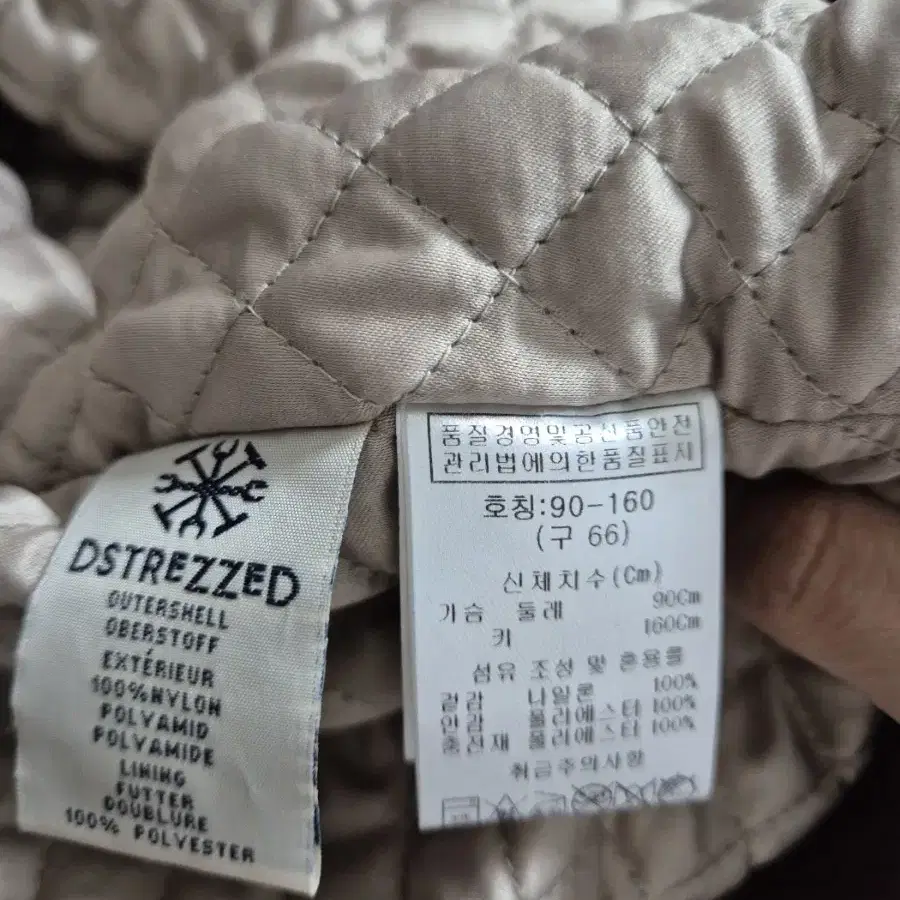 DSTREZZED
OUTERSHELL
OBERSTOFF
EXTÉRIEUR
100%NYLON
POLYAMID
POLYAMIDE
LINING
FUTTER
DOUBLURE
100% POLYESTER
품질경영및공산품안전
관리법에의한품질표시
호칭:90-160
(구 66)
신체치수(Cm)
가슴 둘레 90Cm
키 160Cm
섬유 조성 및 혼용률
겉감 나일론 100%
안감 폴리에스터 100%
충전재 폴리에스터 100%
취급주의사항